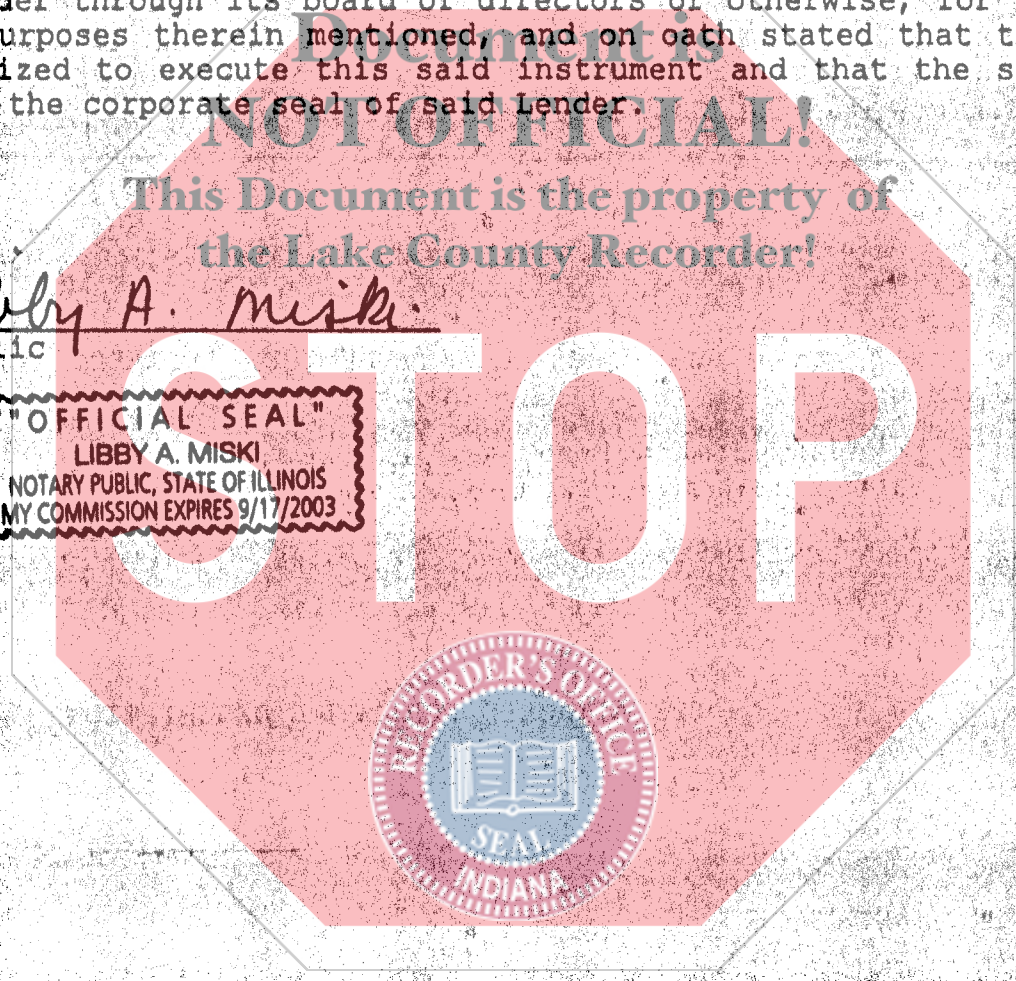 der through its board of directors or otherwise, for
urposes therein mentioned, and on oath stated that t
ized to execute this said instrument and that the s
the corporate seal of said Lender.
Document is
NOT OFFICIAL!
This Document is the property of
the Lake County Recorder!
bby A. Miski
ic
"OFFICIAL SEAL"
LIBBY A. MISKI
NOTARY PUBLIC, STATE OF ILLINOIS
MY COMMISSION EXPIRES 9/17/2003
STOP
RECORDER'S OFFICE
SEAL
INDIANA